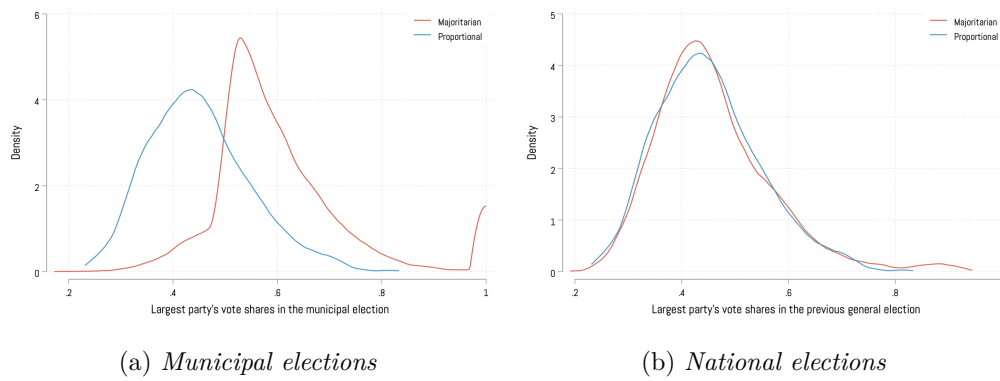 6
4
2
0
Density
Majoritarian
Proportional
.2
.4
.6
.8
1
Largest party's vote shares in the municipal election
(a) Municipal elections
5
4
3
2
1
0
Density
Majoritarian
Proportional
.2
.4
.6
.8
Largest party's vote shares in the previous general election
(b) National elections